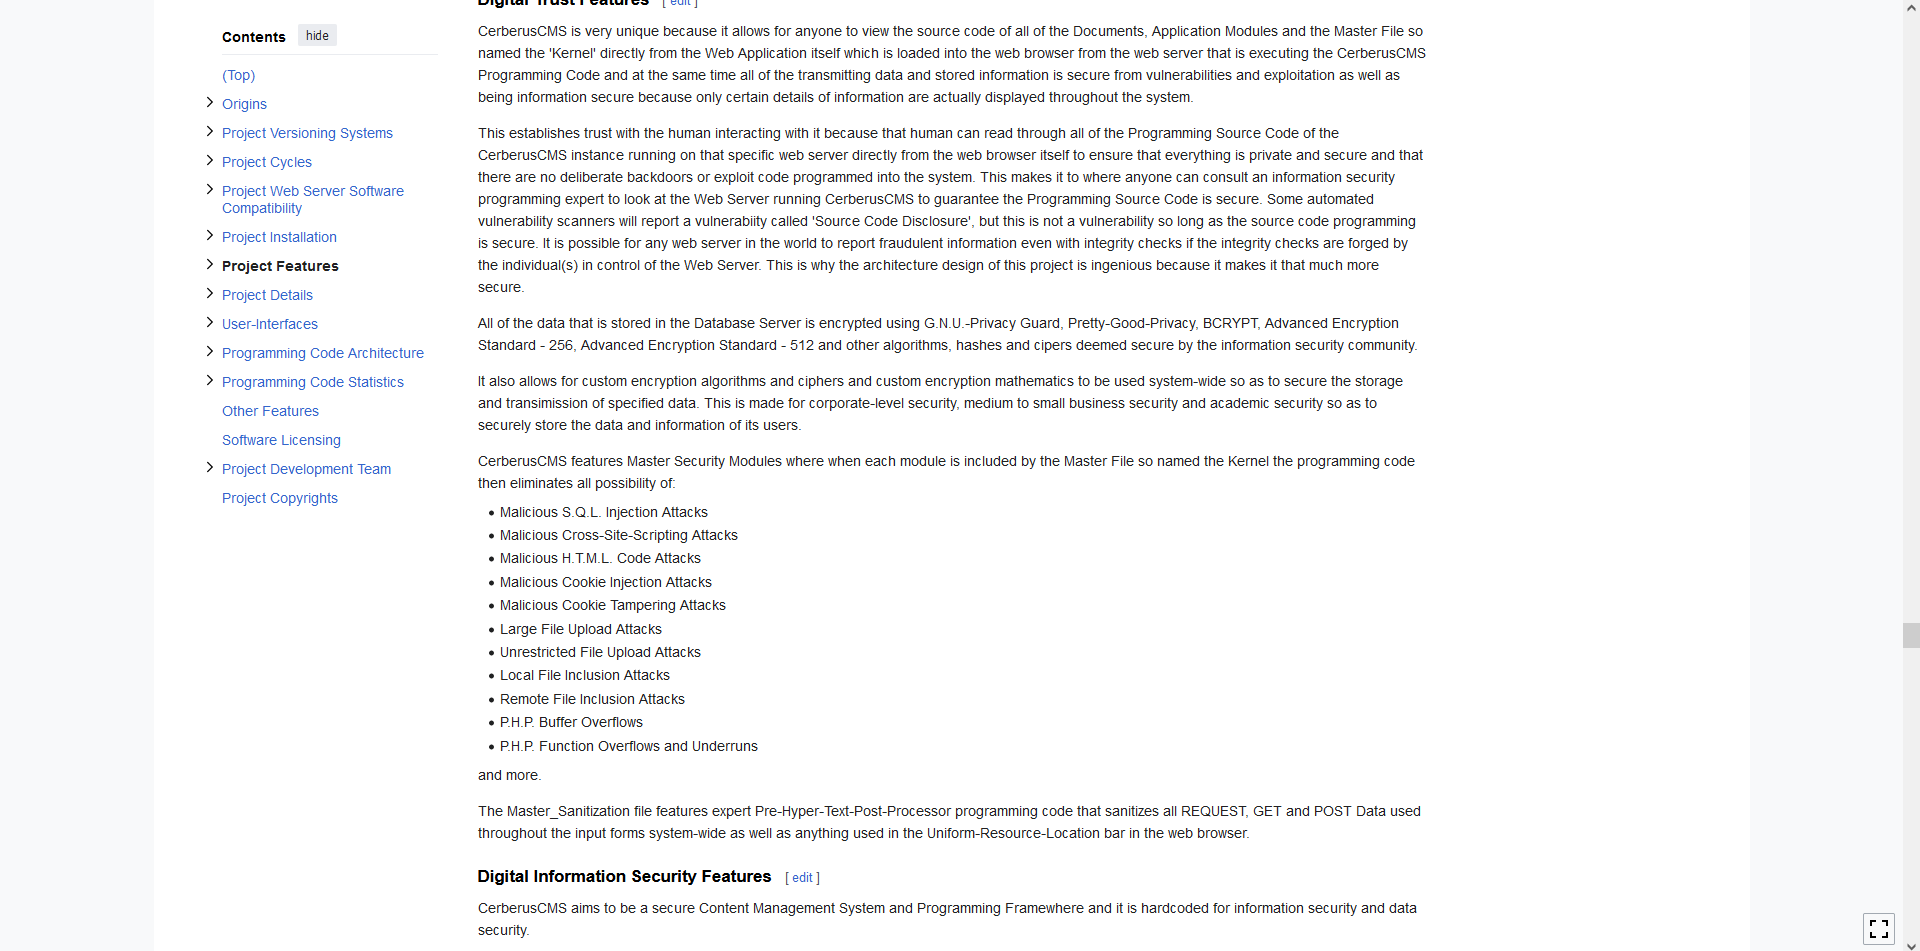 Digital Trust Features [ edit ]
Contents hide
(Top)
Origins
Project Versioning Systems
Project Cycles
Project Web Server Software
Compatibility
Project Installation
Project Features
Project Details
User-Interfaces
Programming Code Architecture
Programming Code Statistics
Other Features
Software Licensing
Project Development Team
Project Copyrights
CerberusCMS is very unique because it allows for anyone to view the source code of all of the Documents, Application Modules and the Master File so
named the 'Kernel' directly from the Web Application itself which is loaded into the web browser from the web server that is executing the CerberusCMS
Programming Code and at the same time all of the transmitting data and stored information is secure from vulnerabilities and exploitation as well as
being information secure because only certain details of information are actually displayed throughout the system.
This establishes trust with the human interacting with it because that human can read through all of the Programming Source Code of the
CerberusCMS instance running on that specific web server directly from the web browser itself to ensure that everything is private and secure and that
there are no deliberate backdoors or exploit code programmed into the system. This makes it to where anyone can consult an information security
programming expert to look at the Web Server running CerberusCMS to guarantee the Programming Source Code is secure. Some automated
vulnerability scanners will report a vulnerabiity called 'Source Code Disclosure', but this is not a vulnerability so long as the source code programming
is secure. It is possible for any web server in the world to report fraudulent information even with integrity checks if the integrity checks are forged by
the individual(s) in control of the Web Server. This is why the architecture design of this project is ingenious because it makes it that much more
secure.
All of the data that is stored in the Database Server is encrypted using G.N.U.-Privacy Guard, Pretty-Good-Privacy, BCRYPT, Advanced Encryption
Standard - 256, Advanced Encryption Standard - 512 and other algorithms, hashes and cipers deemed secure by the information security community.
It also allows for custom encryption algorithms and ciphers and custom encryption mathematics to be used system-wide so as to secure the storage
and transimission of specified data. This is made for corporate-level security, medium to small business security and academic security so as to
securely store the data and information of its users.
CerberusCMS features Master Security Modules where when each module is included by the Master File so named the Kernel the programming code
then eliminates all possibility of:
• Malicious S.Q.L. Injection Attacks
• Malicious Cross-Site-Scripting Attacks
• Malicious H.T.M.L. Code Attacks
• Malicious Cookie Injection Attacks
• Malicious Cookie Tampering Attacks
• Large File Upload Attacks
• Unrestricted File Upload Attacks
• Local File Inclusion Attacks
• Remote File Inclusion Attacks
• P.H.P. Buffer Overflows
• P.H.P. Function Overflows and Underruns
and more.
The Master_Sanitization file features expert Pre-Hyper-Text-Post-Processor programming code that sanitizes all REQUEST, GET and POST Data used
throughout the input forms system-wide as well as anything used in the Uniform-Resource-Location bar in the web browser.
Digital Information Security Features [ edit ]
CerberusCMS aims to be a secure Content Management System and Programming Framewhere and it is hardcoded for information security and data
security.